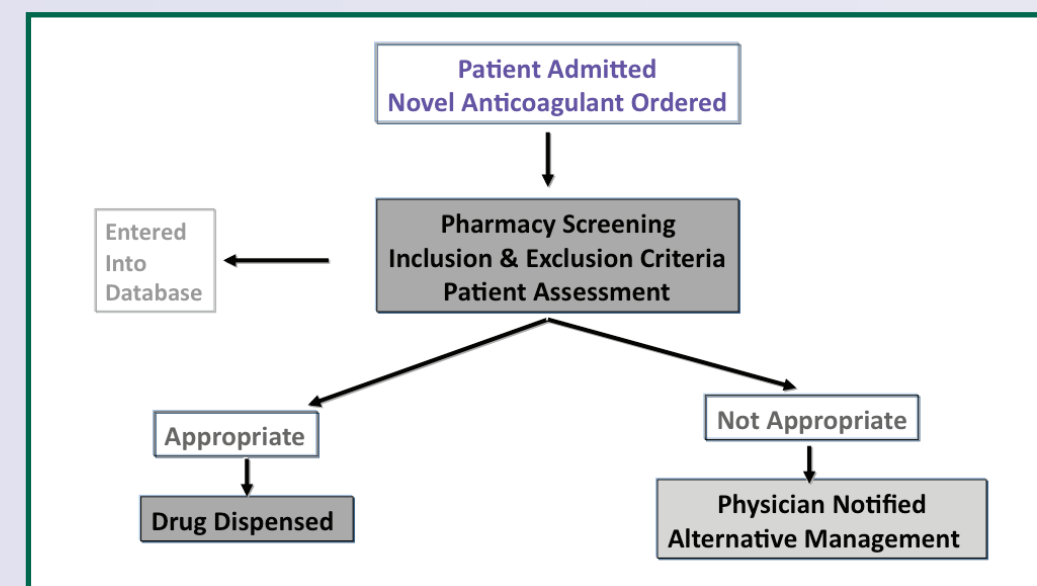 Patient Admitted
Novel Anticoagulant Ordered
Pharmacy Screening
Inclusion & Exclusion Criteria
Patient Assessment
Entered
Into
Database
Appropriate
Not Appropriate
Drug Dispensed
Physician Notified
Alternative Management